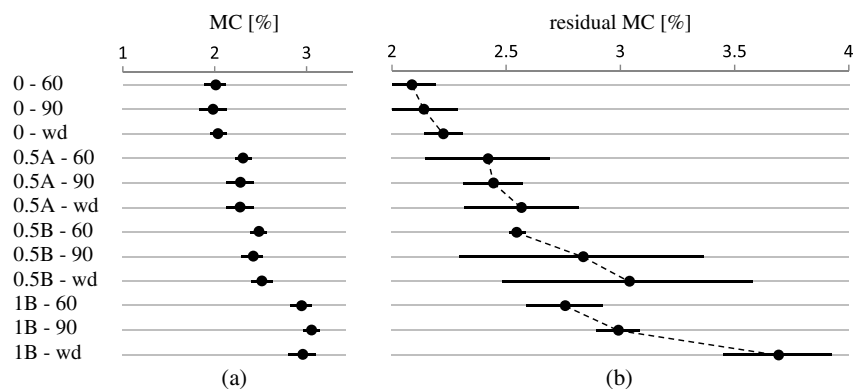 MC [%] residual MC [%]
1 2 3 2 2.5 3 3.5 4
0 - 60
0 - 90
0 - wd
0.5A - 60
0.5A - 90
0.5A - wd
0.5B - 60
0.5B - 90
0.5B - wd
1B - 60
1B - 90
1B - wd
(a) (b)